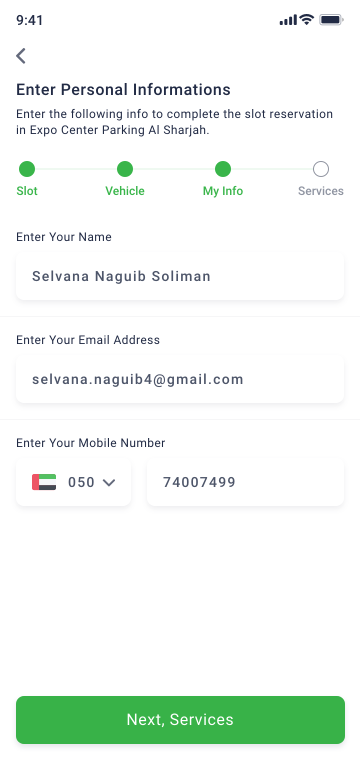 9:41
Enter Personal Informations
Enter the following info to complete the slot reservation
in Expo Center Parking Al Sharjah.
Slot Vehicle My Info Services
Enter Your Name
Selvana Naguib Soliman
Enter Your Email Address
selvana.naguib4@gmail.com
Enter Your Mobile Number
050 74007499
Next, Services